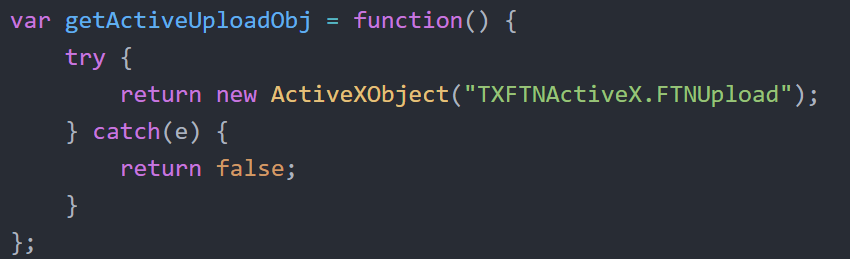 var getActiveUploadObj = function() {
    try {
        return new ActiveXObject("TXFTNActiveX.FTNUpload");
    } catch(e) {
        return false;
    }
};